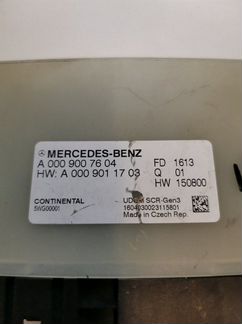 MERCEDES-BENZ
A 000 900 76 04 FD 1613
HW: A 000 901 17 03 Q 01
HW 150800
CONTINENTAL UDCM SCR-Gen3
5WG00001 1604030023115801
Made in Czech Rep.